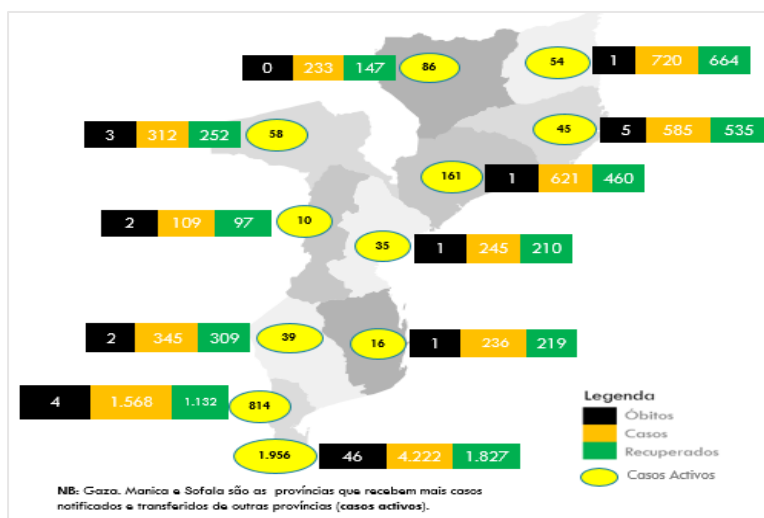 0 233 147 86
54 1 720 664
3 312 252 58
45 5 585 535
161 1 621 460
2 109 97 10
35 1 245 210
2 345 309 39
16 1 236 219
4 1.568 1.132 814
1.956 46 4.222 1.827
Legenda
Óbitos
Casos
Recuperados
Casos Activos
NB: Gaza. Manica e Sofala são as províncias que recebem mais casos
notificados e transferidos de outras províncias (casos activos).